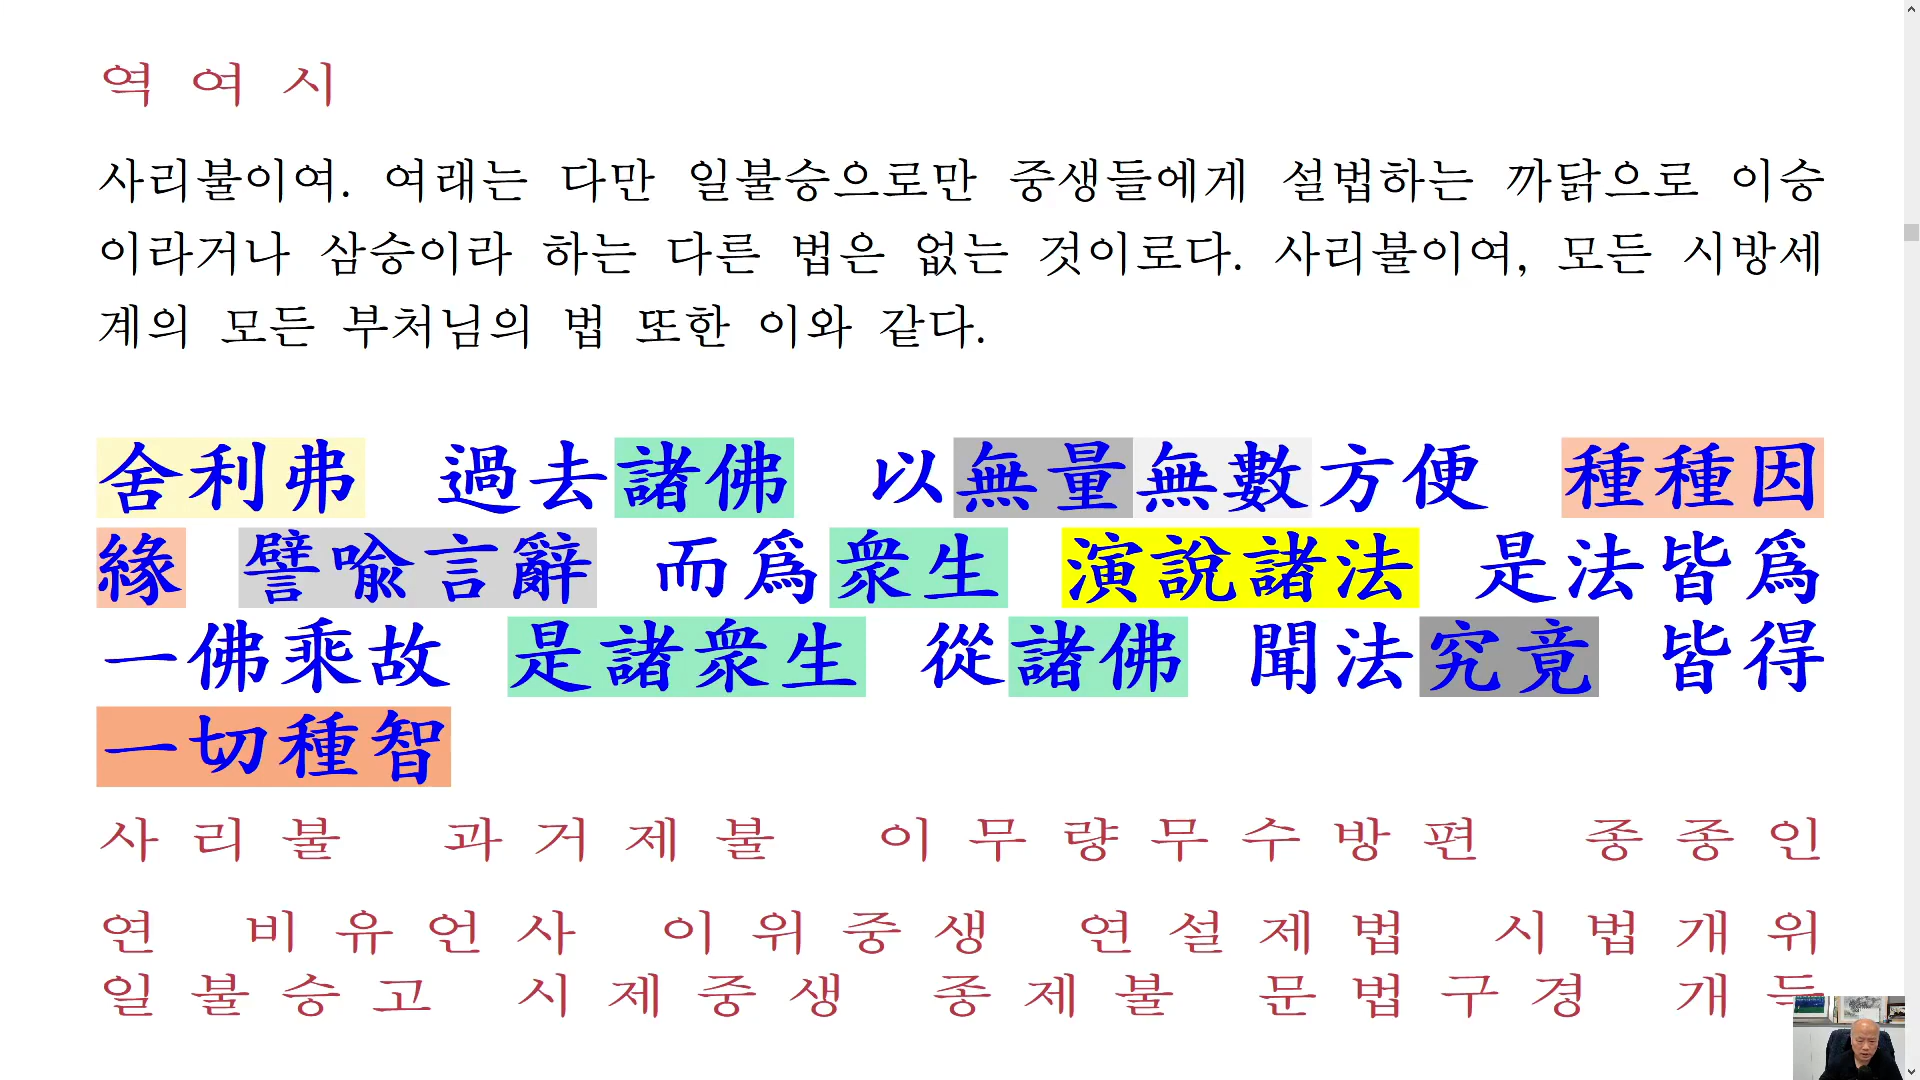 역 여 시
사리불이여. 여래는 다만 일불승으로만 중생들에게 설법하는 까닭으로 이승
이라거나 삼승이라 하는 다른 법은 없는 것이로다. 사리불이여, 모든 시방세
계의 모든 부처님의 법 또한 이와 같다.
舍利弗 過去諸佛 以無量無數方便 種種因
緣 譬喩言辭 而爲衆生 演說諸法 是法皆爲
一佛乘故 是諸衆生 從諸佛 聞法究竟 皆得
一切種智
사 리 불 과 거 제 불 이 무 량 무 수 방 편 종 종 인
연 비 유 언 사 이 위 중 생 연 설 제 법 시 법 개 위
일 불 승 고 시 제 중 생 종 제 불 문 법 구 경 개